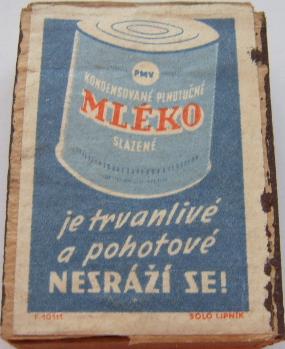 PMV
KONDENSOVANÉ PLNOTUČNÉ
MLÉKO
SLAZENÉ
je trvanlivé
a pohotové
NESRÁŽÍ SE!
SOLO LIPNÍK